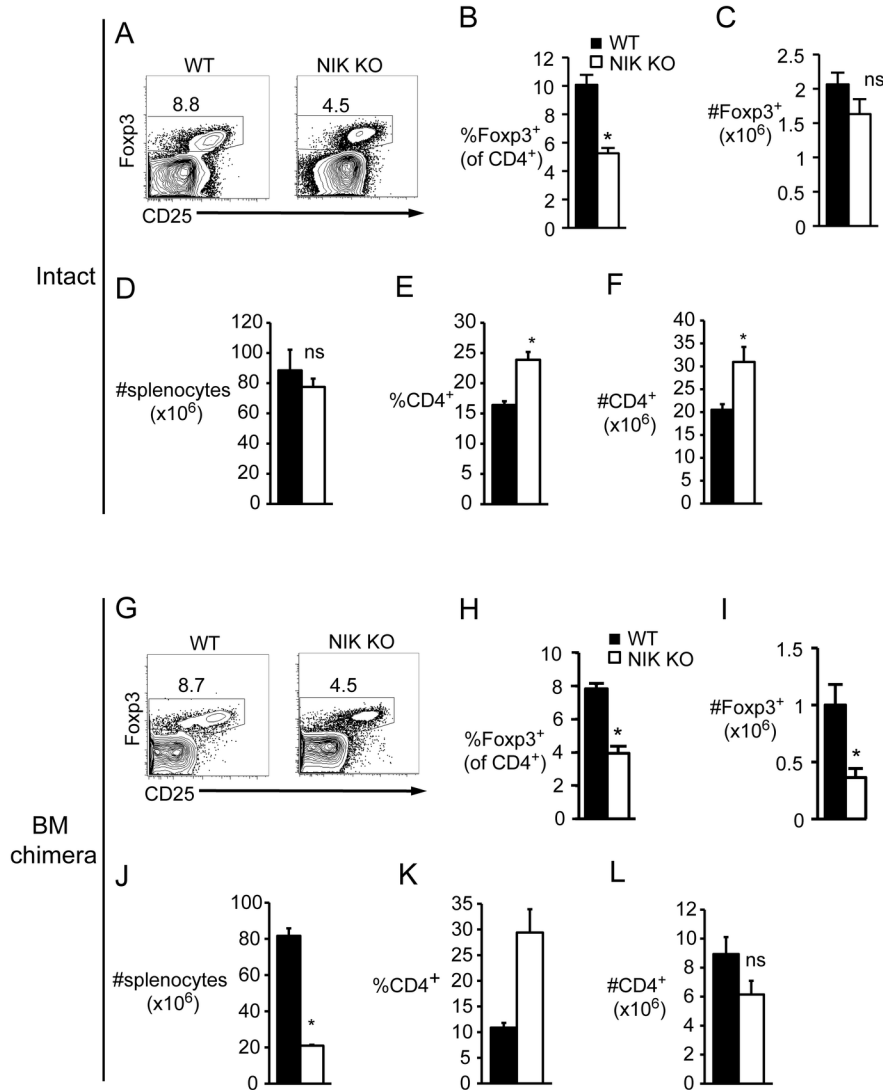 Intact
A
WT
NIK KO
8.8
4.5
Foxp3
CD25
B
WT
NIK KO
12
10
8
6
4
2
0
%Foxp3+
(of CD4+)
*
C
2.5
2
1.5
1
0.5
0
#Foxp3+
(x10^6)
ns
D
120
100
80
60
40
20
0
#splenocytes
(x10^6)
ns
E
30
25
20
15
10
5
0
%CD4+
*
F
40
35
30
25
20
15
10
5
0
#CD4+
(x10^6)
*
BM
chimera
G
WT
NIK KO
8.7
4.5
Foxp3
CD25
H
WT
NIK KO
10
8
6
4
2
0
%Foxp3+
(of CD4+)
*
I
1.5
1
0.5
0
#Foxp3+
(x10^6)
*
J
100
80
60
40
20
0
#splenocytes
(x10^6)
*
K
35
30
25
20
15
10
5
0
%CD4+
L
12
10
8
6
4
2
0
#CD4+
(x10^6)
ns